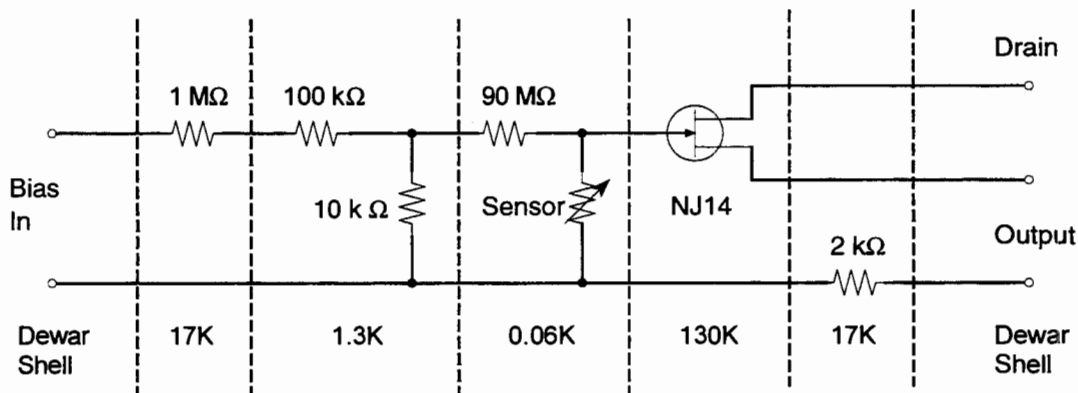 Drain
1 MΩ
100 kΩ
90 MΩ
Bias
In
10 k Ω
Sensor
NJ14
Output
2 kΩ
Dewar
Shell
17K
1.3K
0.06K
130K
17K
Dewar
Shell